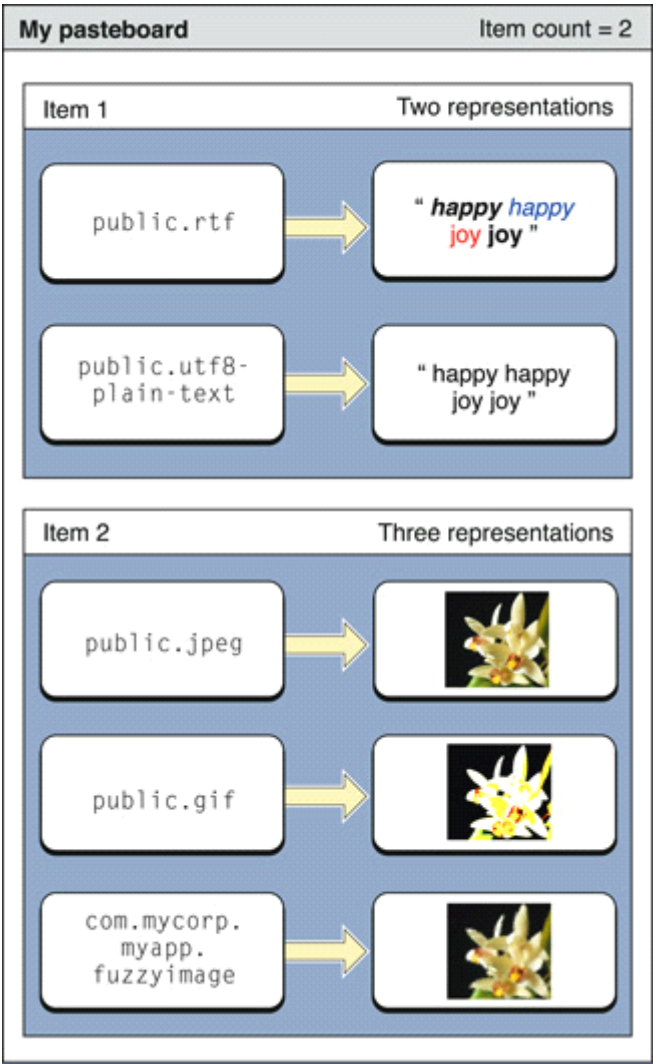 My pasteboard Item count = 2
Item 1 Two representations
public.rtf
“ happy happy
joy joy ”
public.utf8-
plain-text
“ happy happy
joy joy ”
Item 2 Three representations
public.jpeg
public.gif
com.mycorp.
myapp.
fuzzyimage